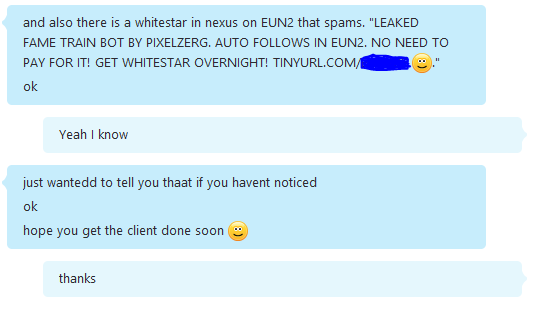 and also there is a whitestar in nexus on EUN2 that spams. "LEAKED
FAME TRAIN BOT BY PIXELZERG. AUTO FOLLOWS IN EUN2. NO NEED TO
PAY FOR IT! GET WHITESTAR OVERNIGHT! TINYURL.COM/ ."
ok
Yeah I know
just wantedd to tell you thaat if you havent noticed
ok
hope you get the client done soon
thanks